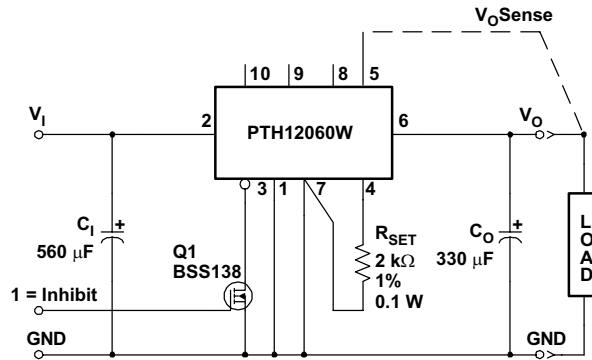 VOSense
10 9 8 5
VI
2 PTH12060W 6 VO
3 1 7 4
CI + 560 μF
Q1
BSS138
RSET
2 kΩ
1%
0.1 W
CO + 330 μF
LOAD
1 = Inhibit
GND GND